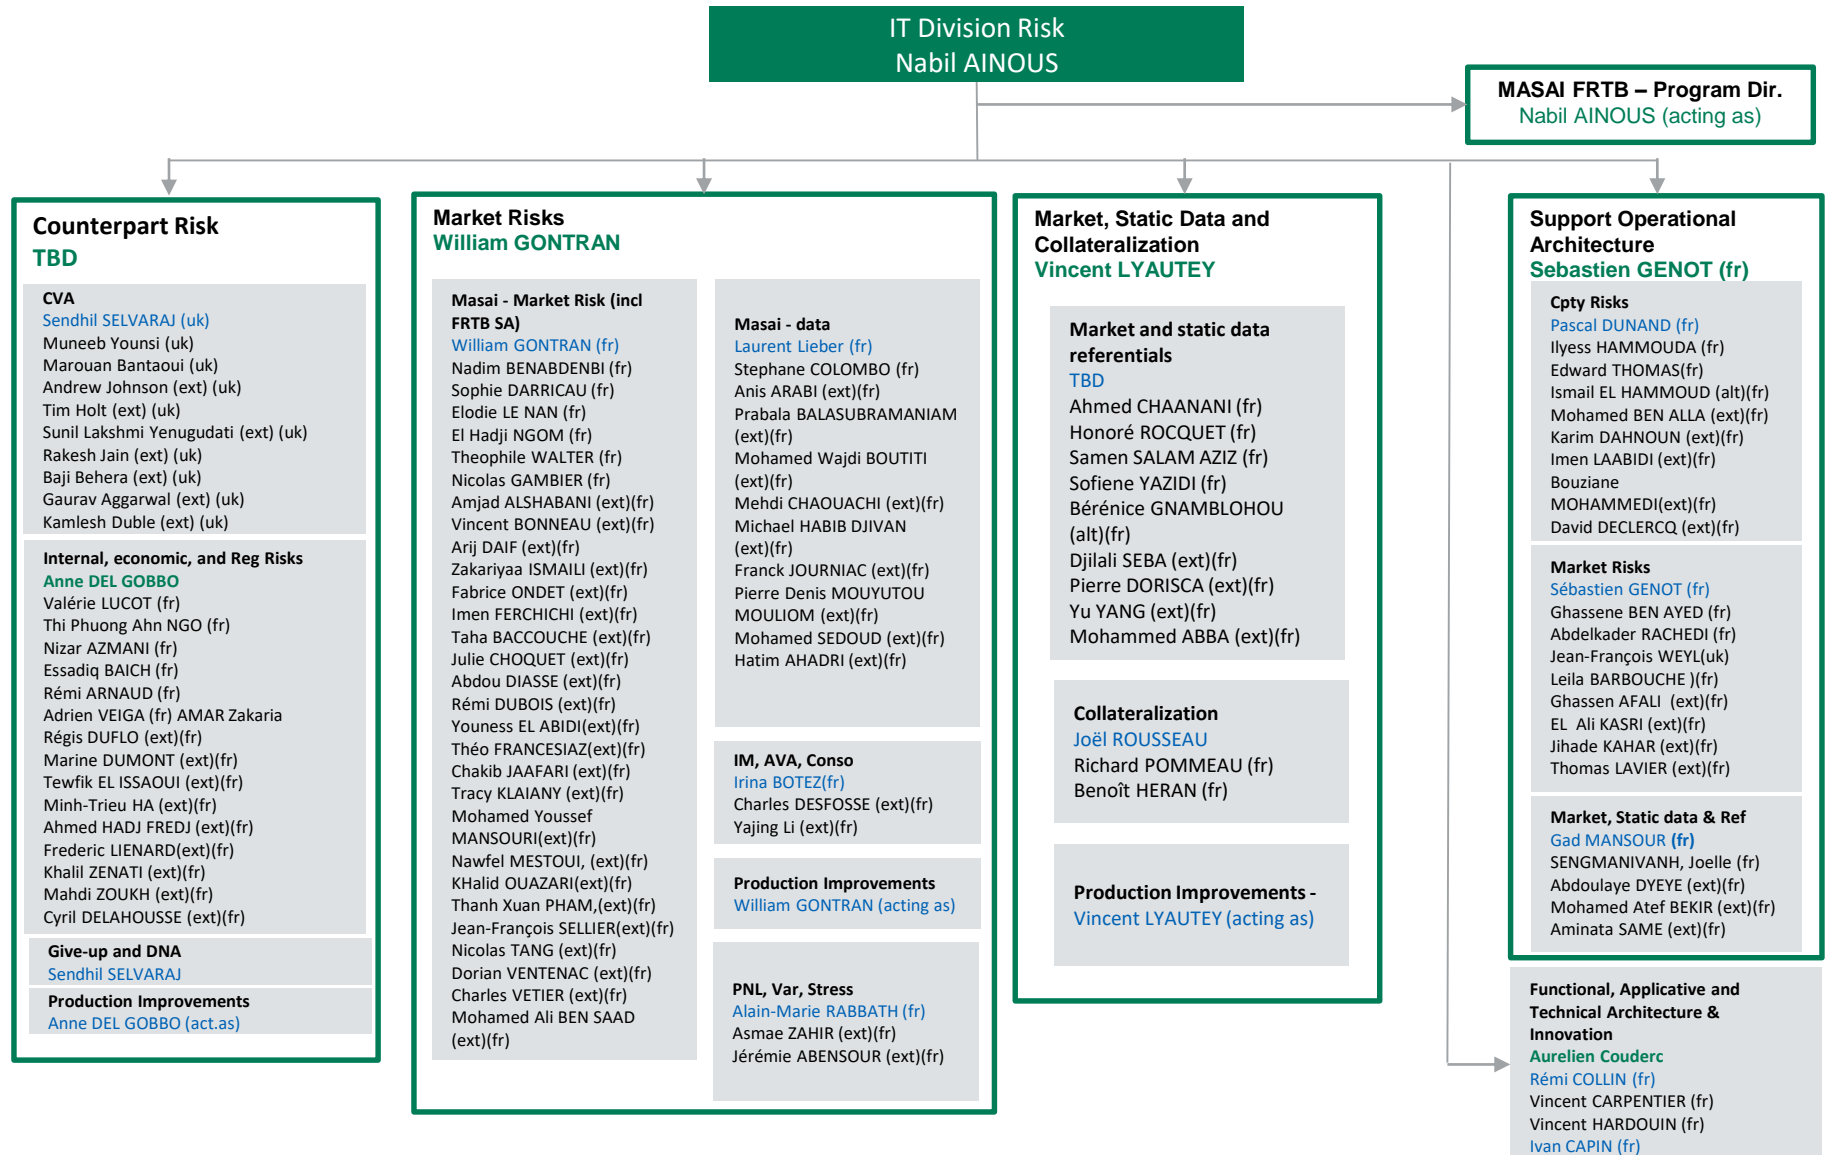 IT Division Risk
Nabil AINOUS
MASAI FRTB – Program Dir.
Nabil AINOUS (acting as)
Counterpart Risk
TBD
CVA
Sendhil SELVARAJ (uk)
Muneeb Younsi (uk)
Marouan Bantaoui (uk)
Andrew Johnson (ext) (uk)
Tim Holt (ext) (uk)
Sunil Lakshmi Yenugudati (ext) (uk)
Rakesh Jain (ext) (uk)
Baji Behera (ext) (uk)
Gaurav Aggarwal (ext) (uk)
Kamlesh Duble (ext) (uk)
Internal, economic, and Reg Risks
Anne DEL GOBBO
Valérie LUCOT (fr)
Thi Phuong Ahn NGO (fr)
Nizar AZMANI (fr)
Essadiq BAICH (fr)
Rémi ARNAUD (fr)
Adrien VEIGA (fr) AMAR Zakaria
Régis DUFLO (ext)(fr)
Marine DUMONT (ext)(fr)
Tewfik EL ISSAOUI (ext)(fr)
Minh-Trieu HA (ext)(fr)
Ahmed HADJ FREDJ (ext)(fr)
Frederic LIENARD(ext)(fr)
Khalil ZENATI (ext)(fr)
Mahdi ZOUKH (ext)(fr)
Cyril DELAHOUSSE (ext)(fr)
Give-up and DNA
Sendhil SELVARAJ
Production Improvements
Anne DEL GOBBO (act.as)
Market Risks
William GONTRAN
Masai - Market Risk (incl
FRTB SA)
William GONTRAN (fr)
Nadim BENABDENBI (fr)
Sophie DARRICAU (fr)
Elodie LE NAN (fr)
El Hadji NGOM (fr)
Theophile WALTER (fr)
Nicolas GAMBIER (fr)
Amjad ALSHABANI (ext)(fr)
Vincent BONNEAU (ext)(fr)
Arij DAIF (ext)(fr)
Zakariyaa ISMAILI (ext)(fr)
Fabrice ONDET (ext)(fr)
Imen FERCHICHI (ext)(fr)
Taha BACCOUCHE (ext)(fr)
Julie CHOQUET (ext)(fr)
Abdou DIASSE (ext)(fr)
Rémi DUBOIS (ext)(fr)
Youness EL ABIDI(ext)(fr)
Théo FRANCESIAZ(ext)(fr)
Chakib JAAFARI (ext)(fr)
Tracy KLAIANY (ext)(fr)
Mohamed Youssef
MANSOURI(ext)(fr)
Nawfel MESTOUI, (ext)(fr)
KHalid OUAZARI(ext)(fr)
Thanh Xuan PHAM,(ext)(fr)
Jean-François SELLIER(ext)(fr)
Nicolas TANG (ext)(fr)
Dorian VENTENAC (ext)(fr)
Charles VETIER (ext)(fr)
Mohamed Ali BEN SAAD
(ext)(fr)
Masai - data
Laurent Lieber (fr)
Stephane COLOMBO (fr)
Anis ARABI (ext)(fr)
Prabala BALASUBRAMANIAM
(ext)(fr)
Mohamed Wajdi BOUTITI
(ext)(fr)
Mehdi CHAOUACHI (ext)(fr)
Michael HABIB DJIVAN
(ext)(fr)
Franck JOURNIAC (ext)(fr)
Pierre Denis MOUYUTOU
MOULIOM (ext)(fr)
Mohamed SEDOUD (ext)(fr)
Hatim AHADRI (ext)(fr)
IM, AVA, Conso
Irina BOTEZ(fr)
Charles DESFOSSE (ext)(fr)
Yajing Li (ext)(fr)
Production Improvements
William GONTRAN (acting as)
PNL, Var, Stress
Alain-Marie RABBATH (fr)
Asmae ZAHIR (ext)(fr)
Jérémie ABENSOUR (ext)(fr)
Market, Static Data and
Collateralization
Vincent LYAUTEY
Market and static data
referentials
TBD
Ahmed CHAANANI (fr)
Honoré ROCQUET (fr)
Samen SALAM AZIZ (fr)
Sofiene YAZIDI (fr)
Bérénice GNAMBLOHOU
(alt)(fr)
Djilali SEBA (ext)(fr)
Pierre DORISCA (ext)(fr)
Yu YANG (ext)(fr)
Mohammed ABBA (ext)(fr)
Collateralization
Joël ROUSSEAU
Richard POMMEAU (fr)
Benoît HERAN (fr)
Production Improvements -
Vincent LYAUTEY (acting as)
Support Operational
Architecture
Sebastien GENOT (fr)
Cpty Risks
Pascal DUNAND (fr)
Ilyess HAMMOUDA (fr)
Edward THOMAS(fr)
Ismail EL HAMMOUD (alt)(fr)
Mohamed BEN ALLA (ext)(fr)
Karim DAHNOUN (ext)(fr)
Imen LAABIDI (ext)(fr)
Bouziane
MOHAMMEDI(ext)(fr)
David DECLERCQ (ext)(fr)
Market Risks
Sébastien GENOT (fr)
Ghassene BEN AYED (fr)
Abdelkader RACHEDI (fr)
Jean-François WEYL(uk)
Leila BARBOUCHE )(fr)
Ghassen AFALI  (ext)(fr)
EL  Ali KASRI (ext)(fr)
Jihade KAHAR (ext)(fr)
Thomas LAVIER (ext)(fr)
Market, Static data & Ref
Gad MANSOUR (fr)
SENGMANIVANH, Joelle (fr)
Abdoulaye DYEYE (ext)(fr)
Mohamed Atef BEKIR (ext)(fr)
Aminata SAME (ext)(fr)
Functional, Applicative and
Technical Architecture &
Innovation
Aurelien Couderc
Rémi COLLIN (fr)
Vincent CARPENTIER (fr)
Vincent HARDOUIN (fr)
Ivan CAPIN (fr)